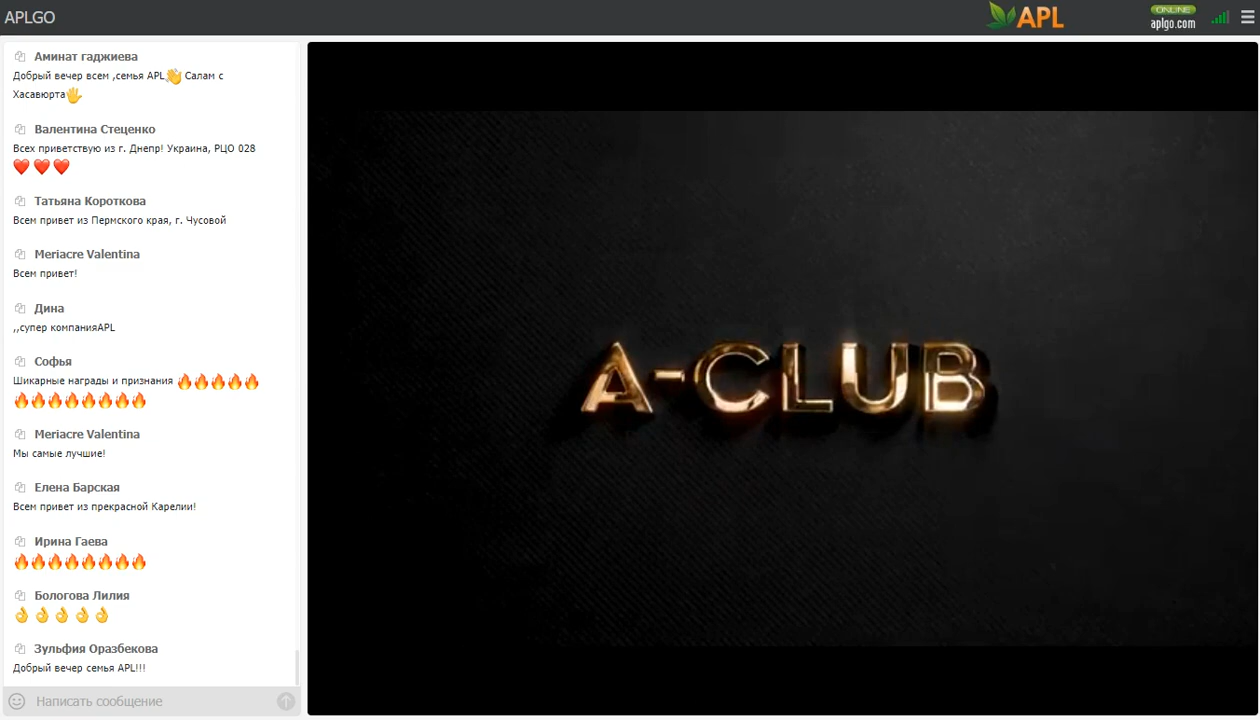 APLGO
APL
ONLINE
aplgo.com
Аминат гаджиева
Добрый вечер всем ,семья APL👋 Салам с
Хасавюрта🖐
Валентина Стеценко
Всех приветствую из г. Днепр! Украина, РЦО 028
❤️❤️❤️
Татьяна Короткова
Всем привет из Пермского края, г. Чусовой
Meriacre Valentina
Всем привет!
Дина
,,супер компанияAPL
Софья
Шикарные награды и признания 🔥🔥🔥🔥🔥
🔥🔥🔥🔥🔥🔥🔥🔥
Meriacre Valentina
Мы самые лучшие!
Елена Барская
Всем привет из прекрасной Карелии!
Ирина Гаева
🔥🔥🔥🔥🔥🔥🔥🔥
Бологова Лилия
👌👌👌👌👌
Зульфия Оразбекова
Добрый вечер семья APL!!!
Написать сообщение
A-CLUB